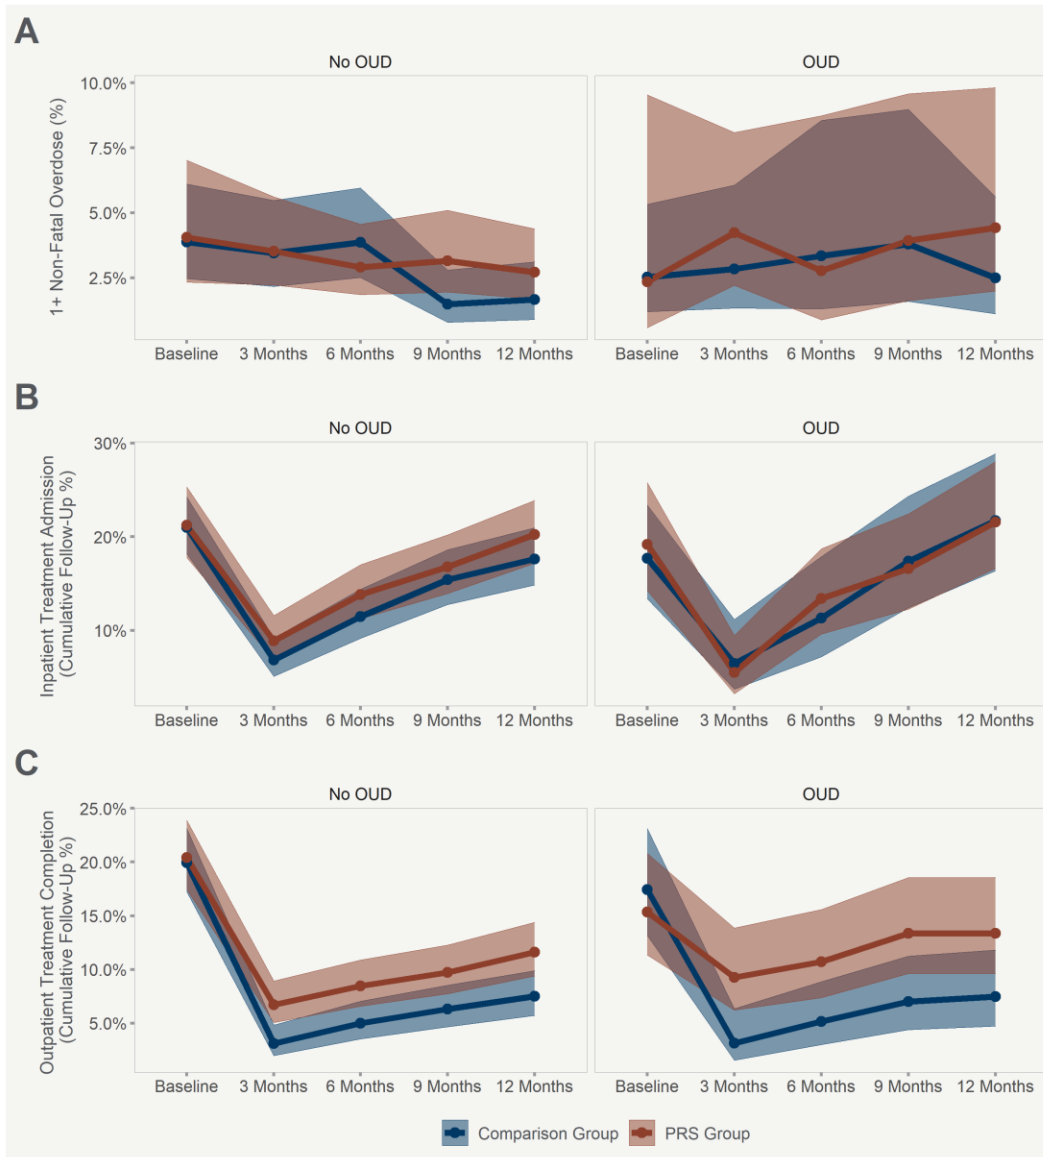 A
No OUD
OUD
1+ Non-Fatal Overdose (%)
10.0%
7.5%
5.0%
2.5%
Baseline 3 Months 6 Months 9 Months 12 Months
Baseline 3 Months 6 Months 9 Months 12 Months
B
No OUD
OUD
Inpatient Treatment Admission
(Cumulative Follow-Up %)
30%
20%
10%
Baseline 3 Months 6 Months 9 Months 12 Months
Baseline 3 Months 6 Months 9 Months 12 Months
C
No OUD
OUD
Outpatient Treatment Completion
(Cumulative Follow-Up %)
25.0%
20.0%
15.0%
10.0%
5.0%
Baseline 3 Months 6 Months 9 Months 12 Months
Baseline 3 Months 6 Months 9 Months 12 Months
Comparison Group PRS Group